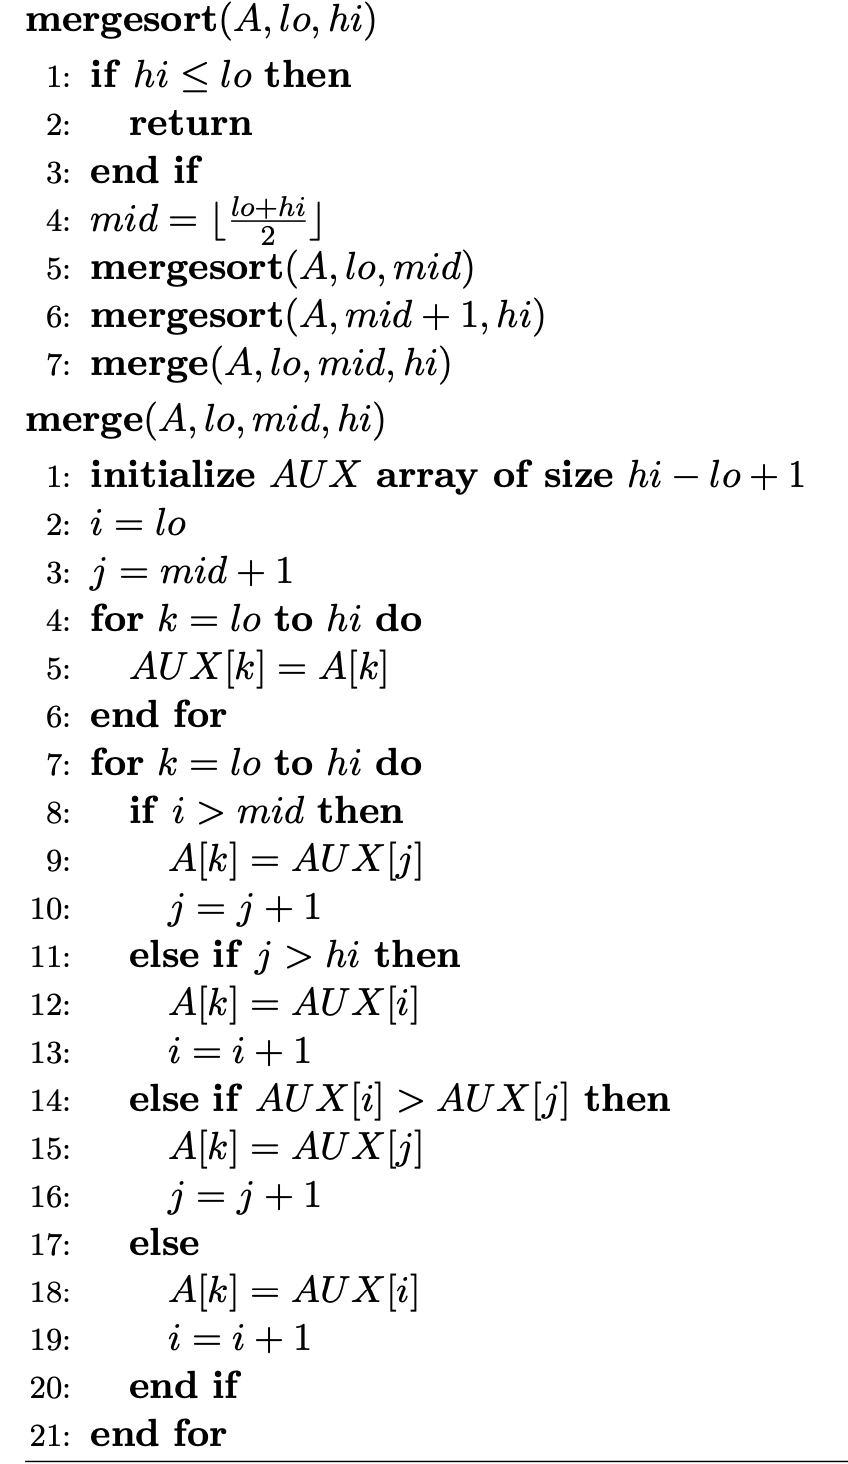 mergesort(A, lo, hi)
1: if hi ≤ lo then
2: return
3: end if
4: mid = ⌊(lo+hi)/2⌋
5: mergesort(A, lo, mid)
6: mergesort(A, mid + 1, hi)
7: merge(A, lo, mid, hi)
merge(A, lo, mid, hi)
1: initialize AUX array of size hi − lo + 1
2: i = lo
3: j = mid + 1
4: for k = lo to hi do
5: AUX[k] = A[k]
6: end for
7: for k = lo to hi do
8: if i > mid then
9: A[k] = AUX[j]
10: j = j + 1
11: else if j > hi then
12: A[k] = AUX[i]
13: i = i + 1
14: else if AUX[i] > AUX[j] then
15: A[k] = AUX[j]
16: j = j + 1
17: else
18: A[k] = AUX[i]
19: i = i + 1
20: end if
21: end for